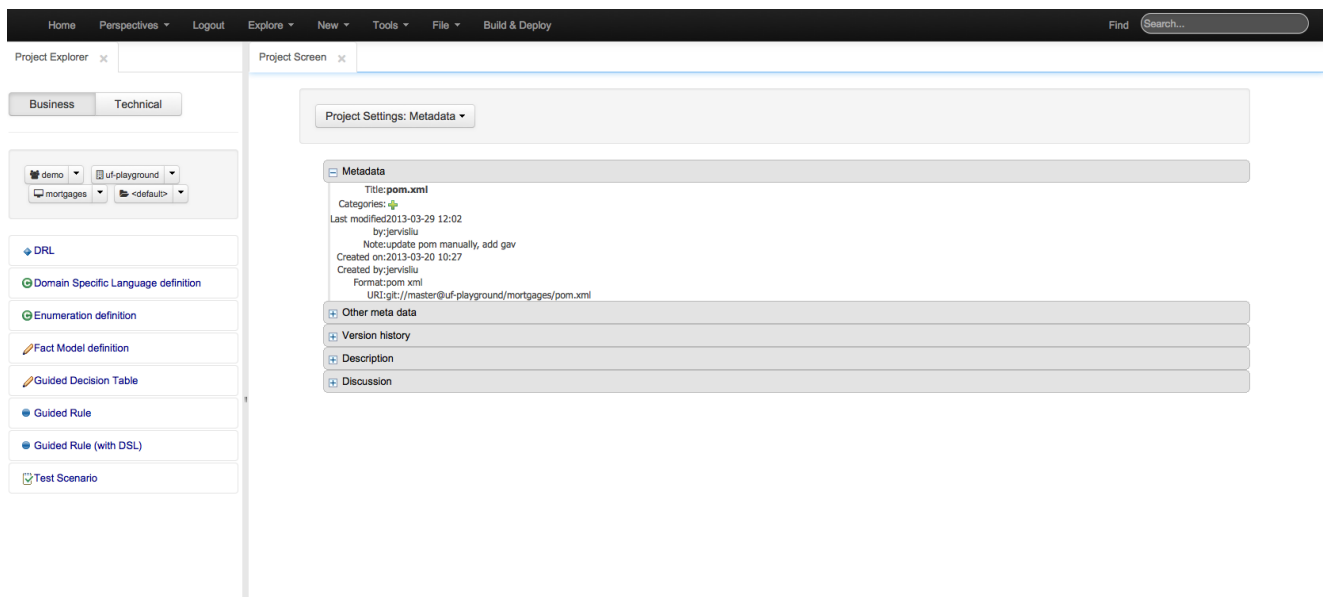 Home Perspectives Logout Explore New Tools File Build & Deploy Find Search...
Project Explorer Project Screen
Business Technical
Project Settings: Metadata
demo uf-playground
mortgages <default>
Metadata
Title:pom.xml
Categories:
Last modified2013-03-29 12:02
by:jervisliu
Note:update pom manually, add gav
Created on:2013-03-20 10:27
Created by:jervisliu
Format:pom xml
URI:git://master@uf-playground/mortgages/pom.xml
Other meta data
Version history
Description
Discussion
DRL
Domain Specific Language definition
Enumeration definition
Fact Model definition
Guided Decision Table
Guided Rule
Guided Rule (with DSL)
Test Scenario